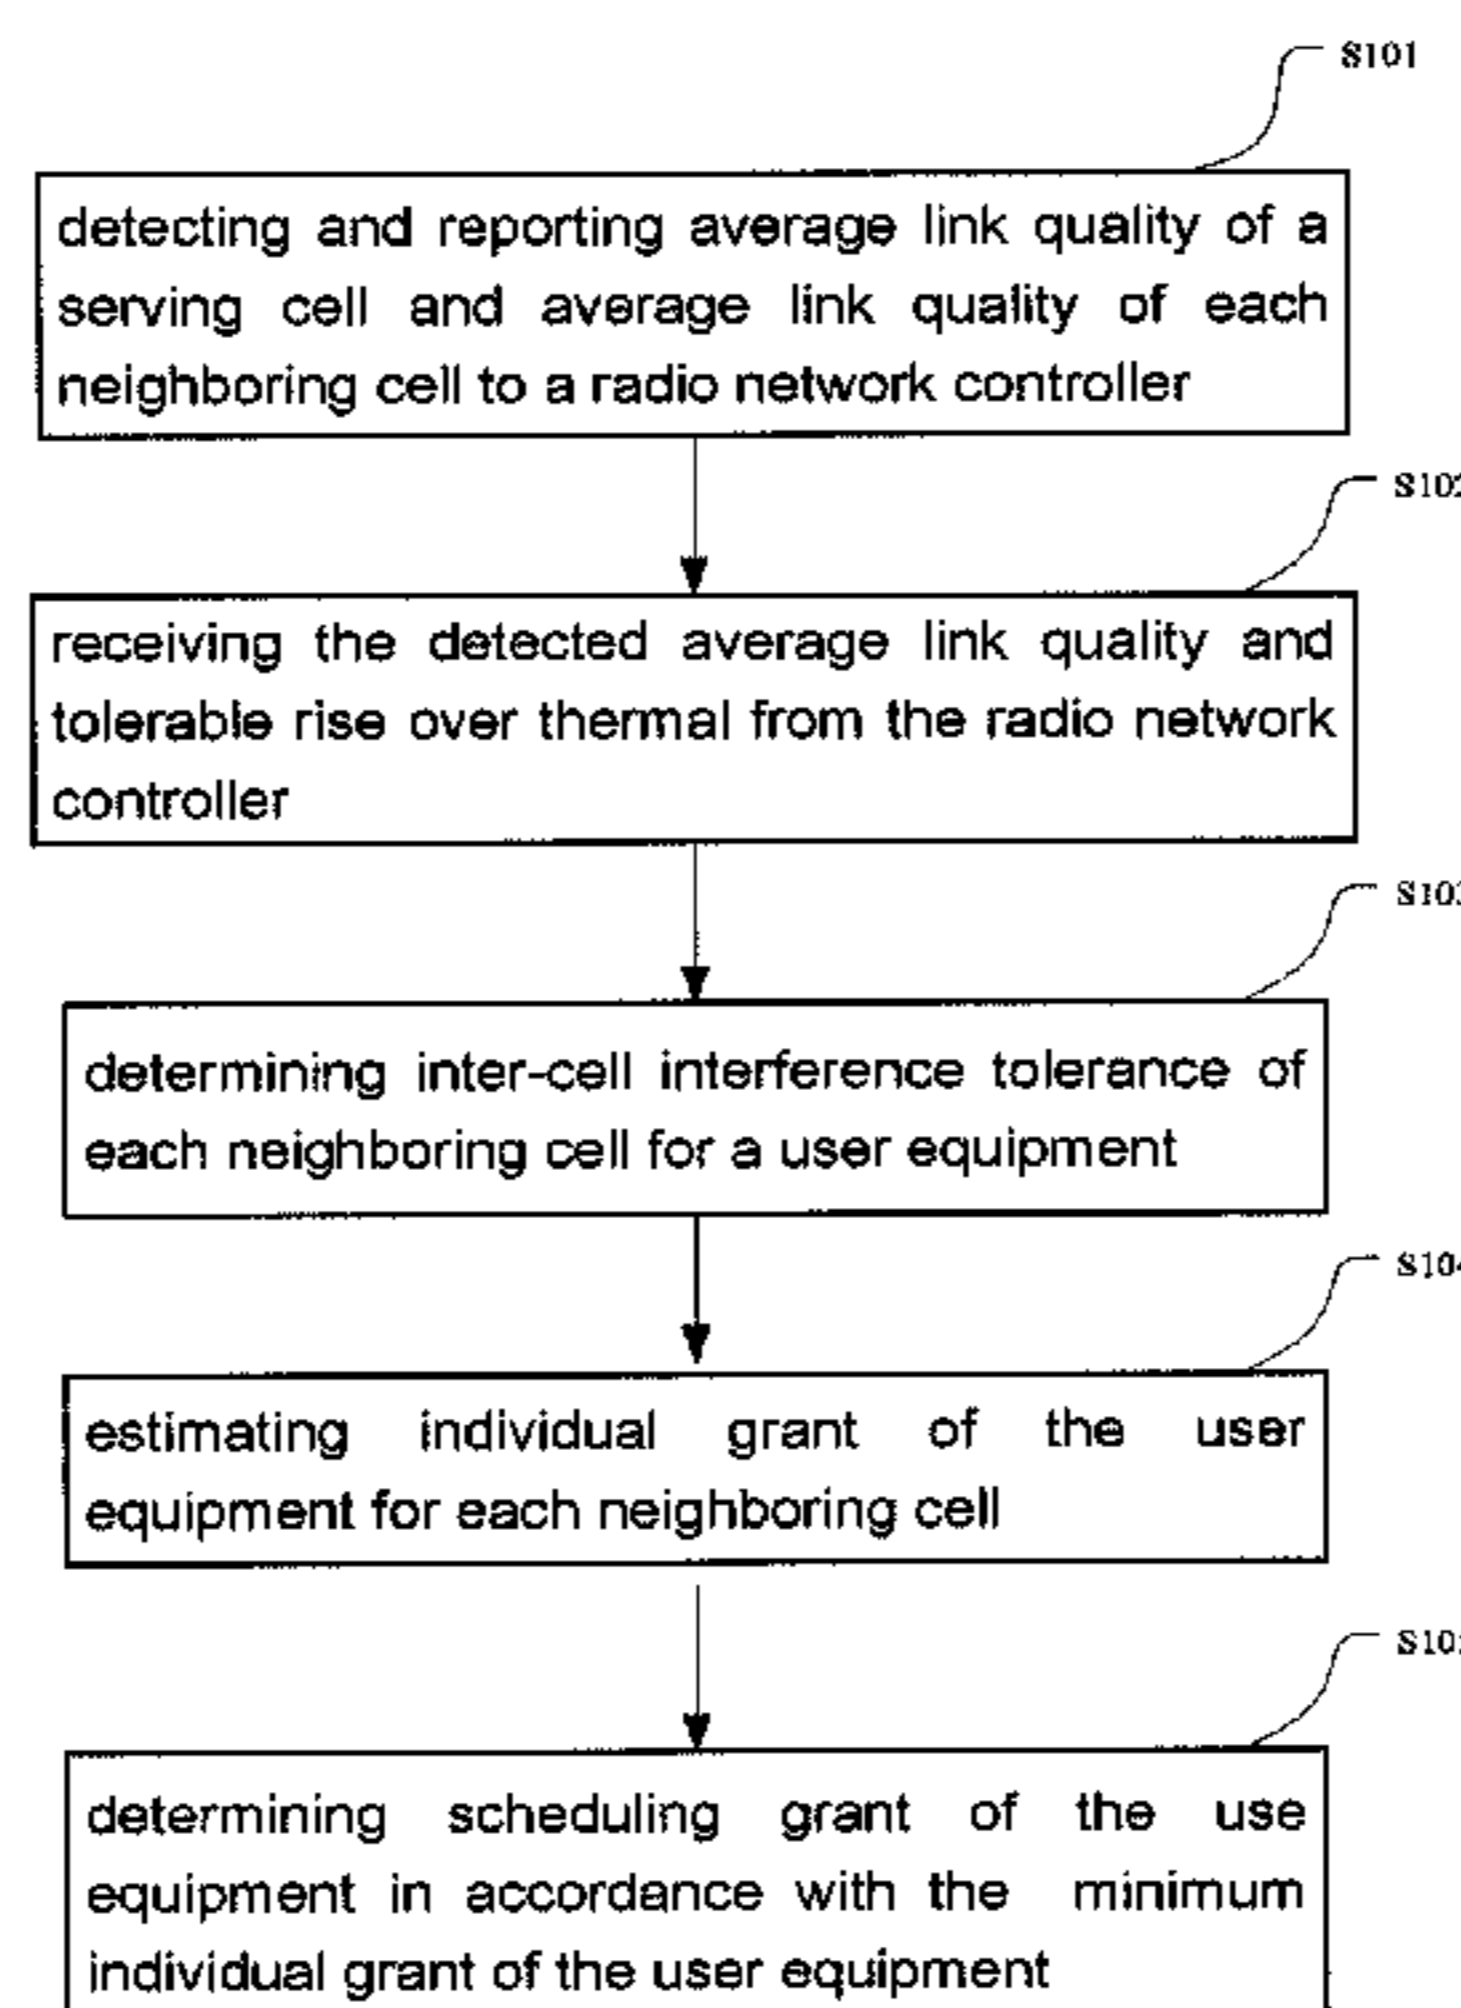 S101
detecting and reporting average link quality of a
serving cell and average link quality of each
neighboring cell to a radio network controller
S102
receiving the detected average link quality and
tolerable rise over thermal from the radio network
controller
S103
determining inter-cell interference tolerance of
each neighboring cell for a user equipment
S104
estimating individual grant of the user
equipment for each neighboring cell
S10
determining scheduling grant of the use
equipment in accordance with the minimum
individual grant of the user equipment